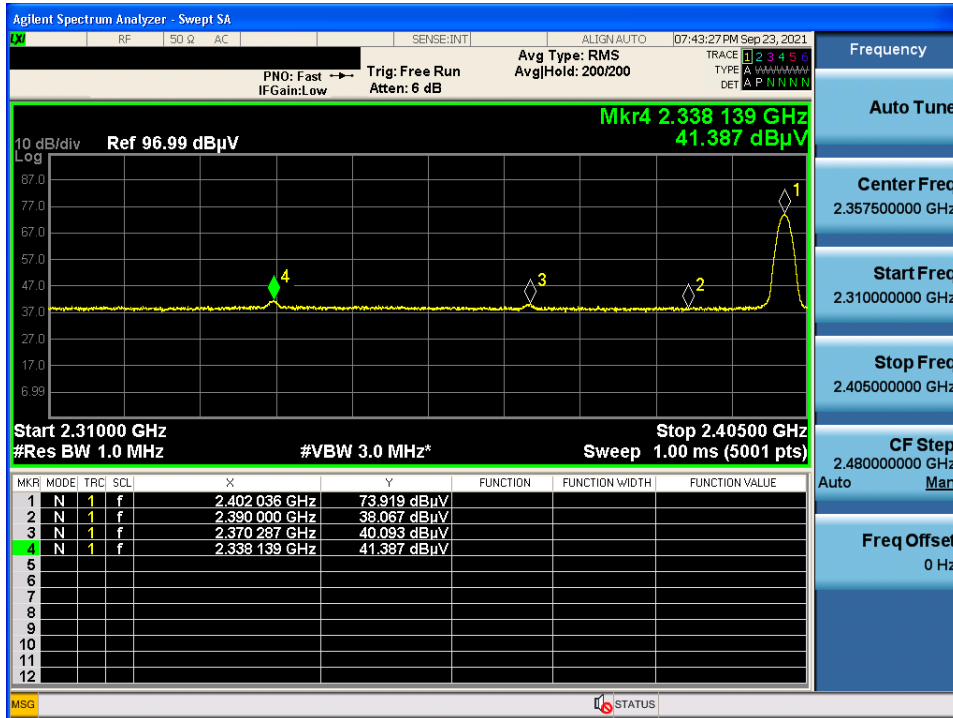 Agilent Spectrum Analyzer - Swept SA
LXI RF 50 Ω AC SENSE:INT ALIGN AUTO 07:43:27 PM Sep 23, 2021
PNO: Fast Trig: Free Run Avg Type: RMS TRACE 1 2 3 4 5 6
IFGain:Low Atten: 6 dB Avg|Hold: 200/200 TYPE A
DET A P N N N N
Mkr4 2.338 139 GHz
41.387 dBµV
10 dB/div Ref 96.99 dBµV
Log
87.0
77.0
67.0
57.0
47.0
37.0
27.0
17.0
6.99
1
2
3
4
Start 2.31000 GHz Stop 2.40500 GHz
#Res BW 1.0 MHz #VBW 3.0 MHz* Sweep 1.00 ms (5001 pts)
MKR MODE TRC SCL X Y FUNCTION FUNCTION WIDTH FUNCTION VALUE
1 N 1 f 2.402 036 GHz 73.919 dBµV
2 N 1 f 2.390 000 GHz 38.067 dBµV
3 N 1 f 2.370 287 GHz 40.093 dBµV
4 N 1 f 2.338 139 GHz 41.387 dBµV
5
6
7
8
9
10
11
12
MSG STATUS
Frequency
Auto Tune
Center Freq
2.357500000 GHz
Start Freq
2.310000000 GHz
Stop Freq
2.405000000 GHz
CF Step
2.480000000 GHz
Auto Man
Freq Offset
0 Hz